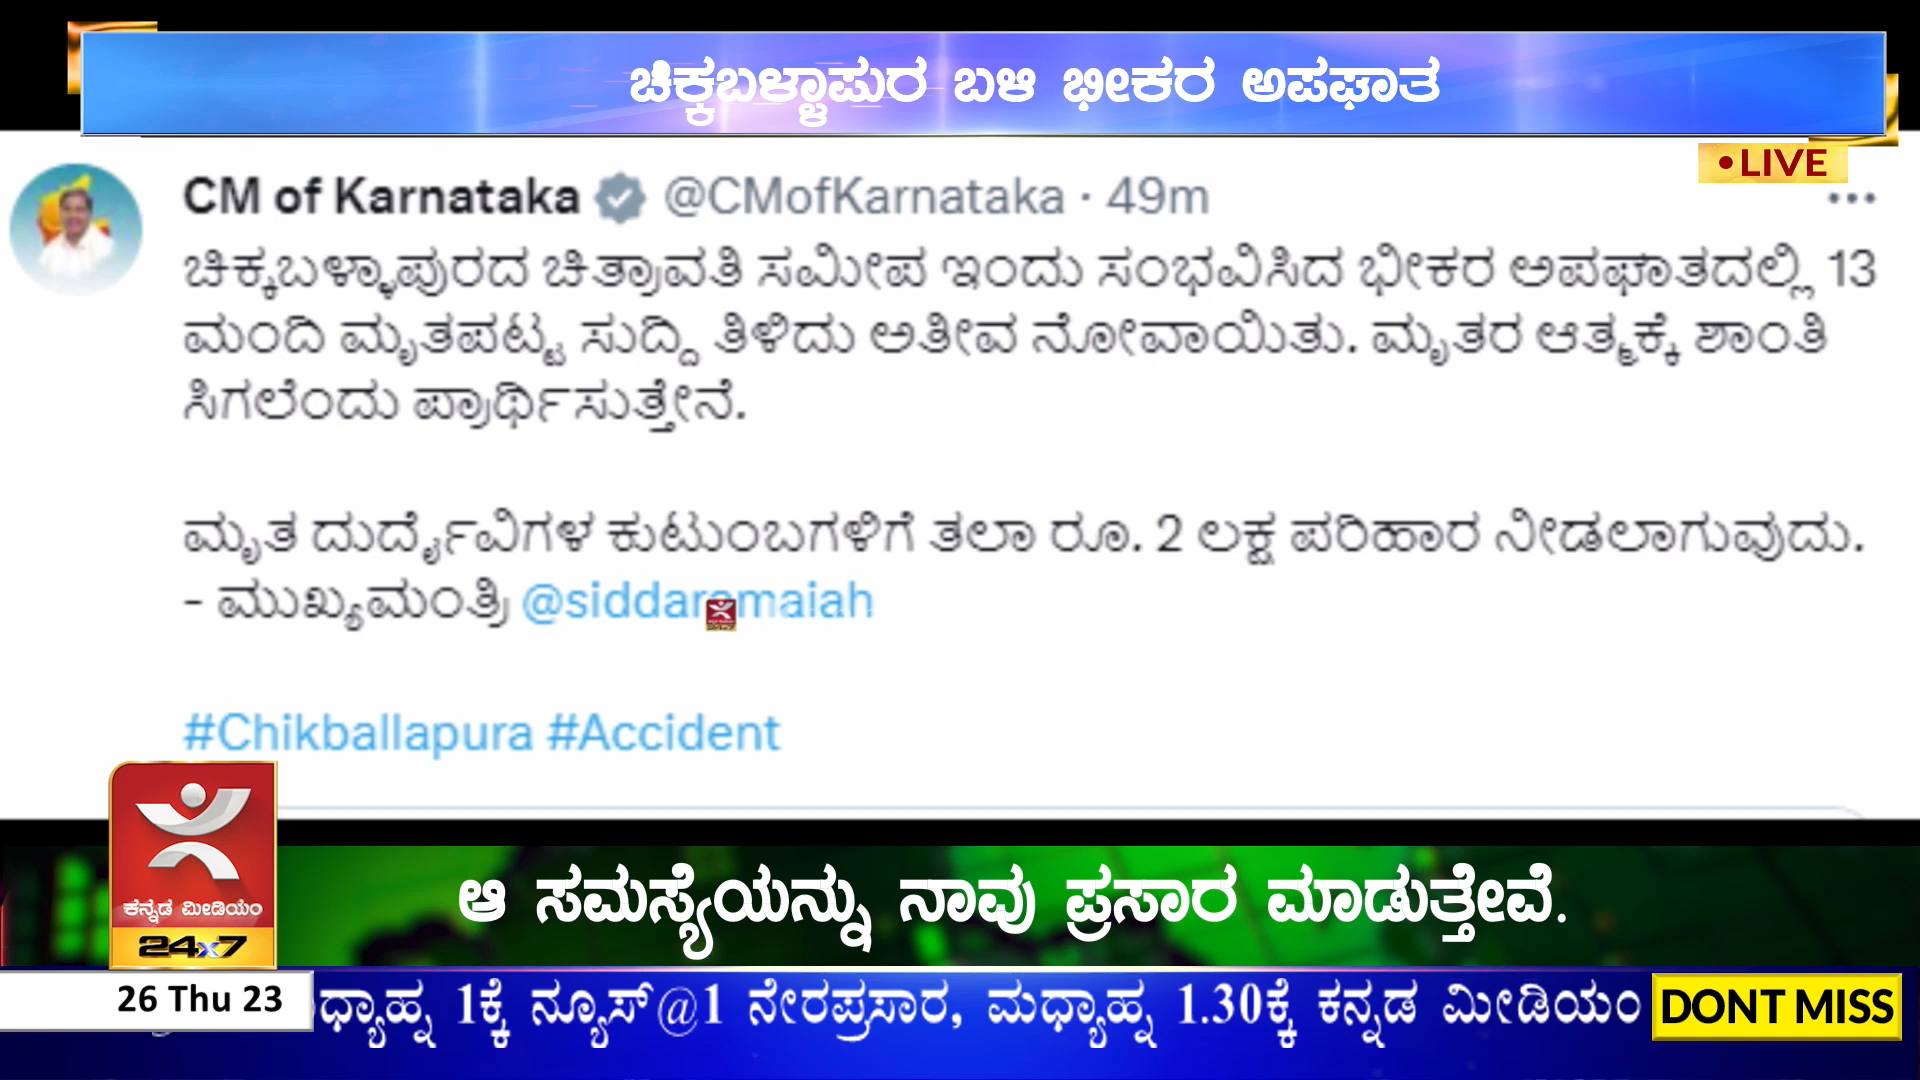 ಚಿಕ್ಕಬಳ್ಳಾಪುರ ಬಳಿ ಭೀಕರ ಅಪಘಾತ
• LIVE
CM of Karnataka @CMofKarnataka · 49m
ಚಿಕ್ಕಬಳ್ಳಾಪುರದ ಚಿತ್ರಾವತಿ ಸಮೀಪ ಇಂದು ಸಂಭವಿಸಿದ ಭೀಕರ ಅಪಘಾತದಲ್ಲಿ 13
ಮಂದಿ ಮೃತಪಟ್ಟ ಸುದ್ದಿ ತಿಳಿದು ಅತೀವ ನೋವಾಯಿತು. ಮೃತರ ಆತ್ಮಕ್ಕೆ ಶಾಂತಿ
ಸಿಗಲೆಂದು ಪ್ರಾರ್ಥಿಸುತ್ತೇನೆ.
ಮೃತ ದುರ್ದೈವಿಗಳ ಕುಟುಂಬಗಳಿಗೆ ತಲಾ ರೂ. 2 ಲಕ್ಷ ಪರಿಹಾರ ನೀಡಲಾಗುವುದು.
- ಮುಖ್ಯಮಂತ್ರಿ @siddaramaiah
#Chikballapura #Accident
ಕನ್ನಡ ಮೀಡಿಯಂ
24x7
ಆ ಸಮಸ್ಯೆಯನ್ನು ನಾವು ಪ್ರಸಾರ ಮಾಡುತ್ತೇವೆ.
26 Thu 23
ಧ್ಯಾಹ್ನ 1ಕ್ಕೆ ನ್ಯೂಸ್@1 ನೇರಪ್ರಸಾರ, ಮಧ್ಯಾಹ್ನ 1.30ಕ್ಕೆ ಕನ್ನಡ ಮೀಡಿಯಂ
DONT MISS